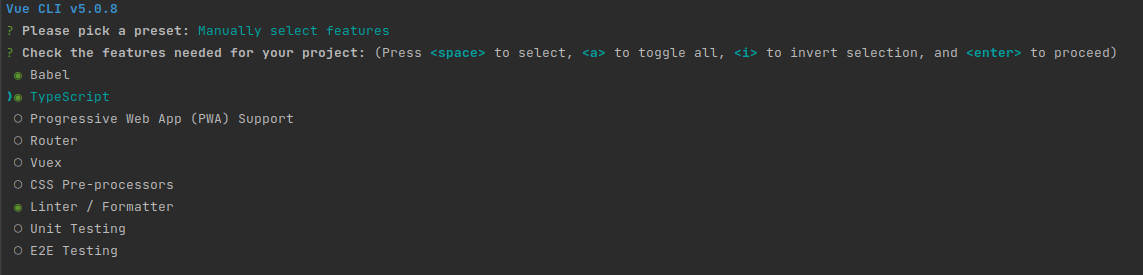 Vue CLI v5.0.8
? Please pick a preset: Manually select features
? Check the features needed for your project: (Press <space> to select, <a> to toggle all, <i> to invert selection, and <enter> to proceed)
◉ Babel
❯◉ TypeScript
◯ Progressive Web App (PWA) Support
◯ Router
◯ Vuex
◯ CSS Pre-processors
◉ Linter / Formatter
◯ Unit Testing
◯ E2E Testing